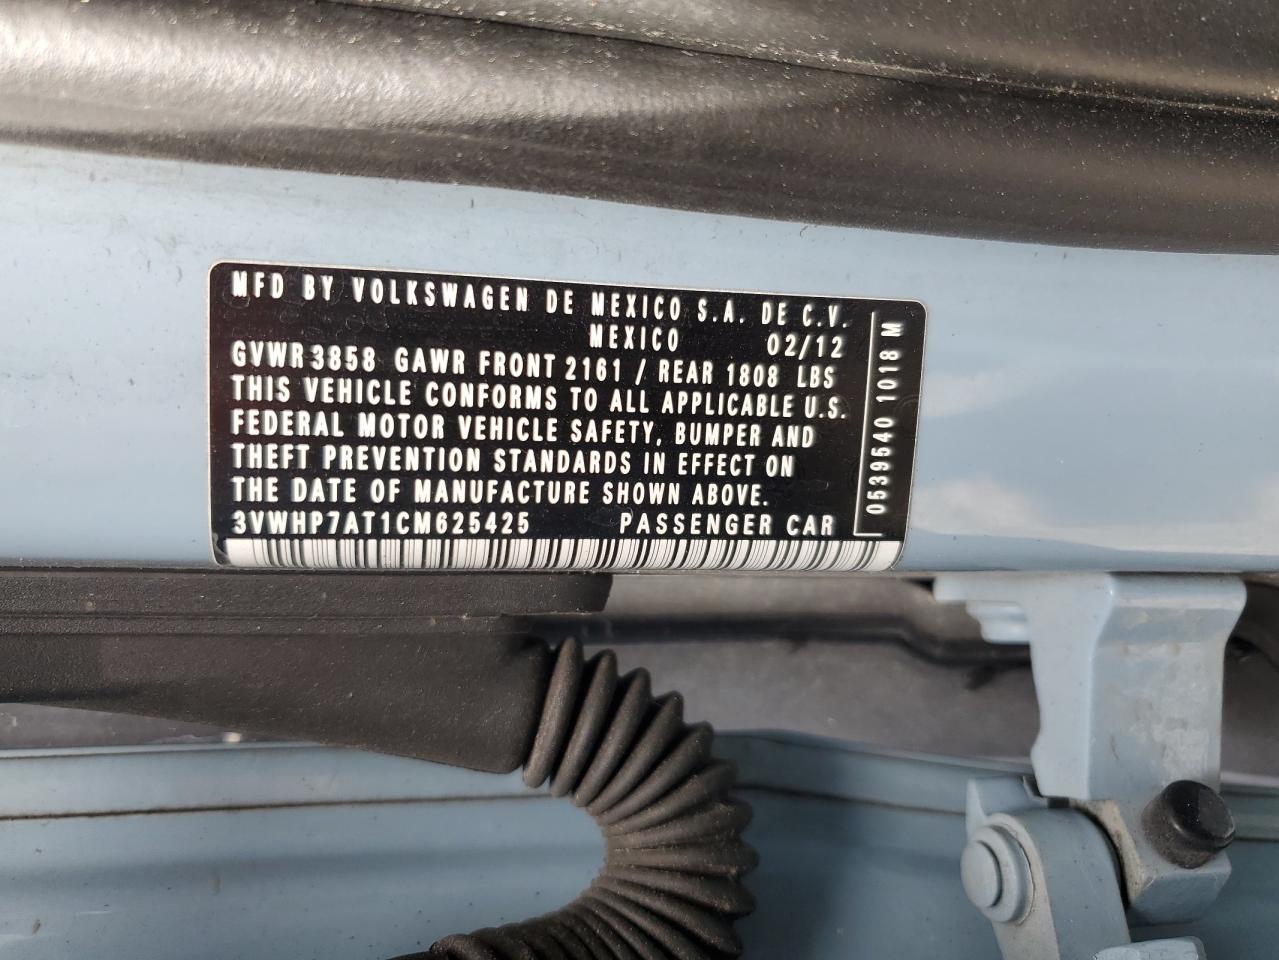 MFD BY VOLKSWAGEN DE MEXICO S.A. DE C.V.
MEXICO 02/12
GVWR 3858 GAWR FRONT 2161 / REAR 1808 LBS
THIS VEHICLE CONFORMS TO ALL APPLICABLE U.S.
FEDERAL MOTOR VEHICLE SAFETY, BUMPER AND
THEFT PREVENTION STANDARDS IN EFFECT ON
THE DATE OF MANUFACTURE SHOWN ABOVE.
3VWHP7AT1CM625425 PASSENGER CAR
0539540 1018 M